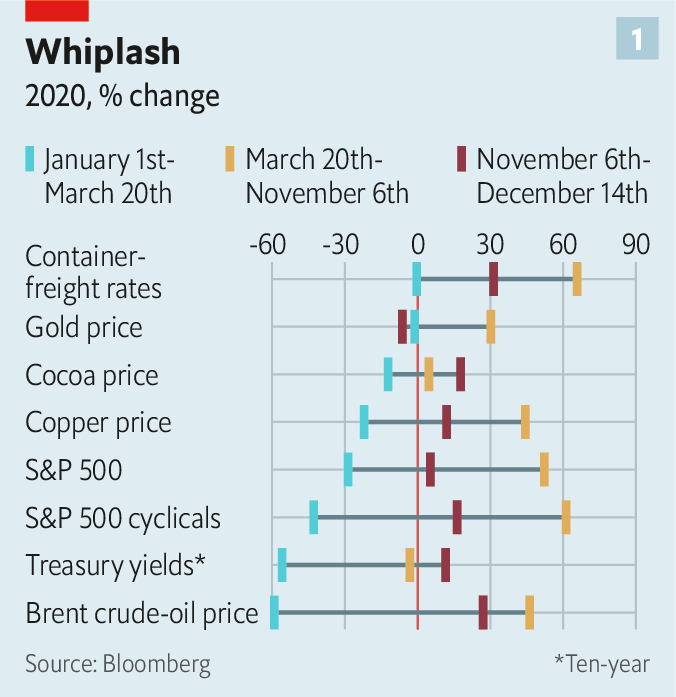 Whiplash
1
2020, % change
January 1st-
March 20th
March 20th-
November 6th
November 6th-
December 14th
-60 -30 0 30 60 90
Container-
freight rates
Gold price
Cocoa price
Copper price
S&P 500
S&P 500 cyclicals
Treasury yields*
Brent crude-oil price
Source: Bloomberg
*Ten-year